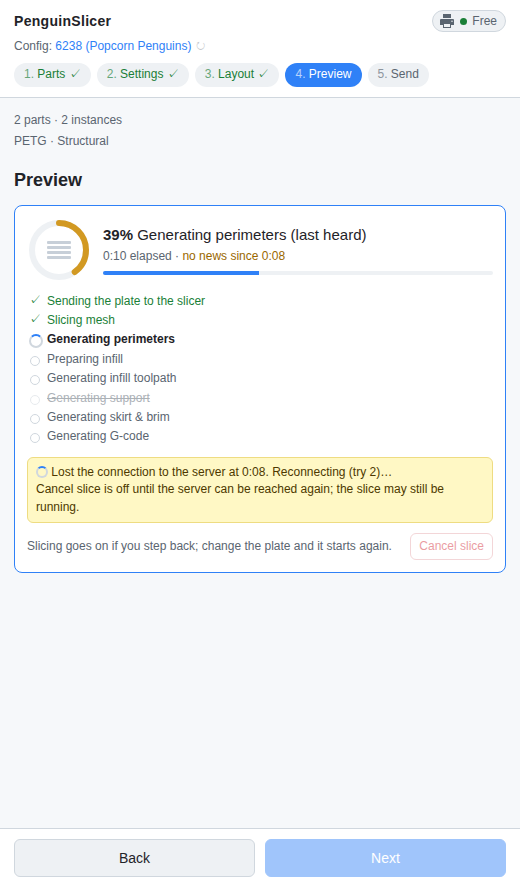 PenguinSlicer
Free
Config: 6238 (Popcorn Penguins)
1. Parts ✓ 2. Settings ✓ 3. Layout ✓ 4. Preview 5. Send
2 parts · 2 instances
PETG · Structural
Preview
39% Generating perimeters (last heard)
0:10 elapsed · no news since 0:08
✓ Sending the plate to the slicer
✓ Slicing mesh
Generating perimeters
Preparing infill
Generating infill toolpath
Generating support
Generating skirt & brim
Generating G-code
Lost the connection to the server at 0:08. Reconnecting (try 2)…
Cancel slice is off until the server can be reached again; the slice may still be
running.
Slicing goes on if you step back; change the plate and it starts again.
Cancel slice
Back
Next